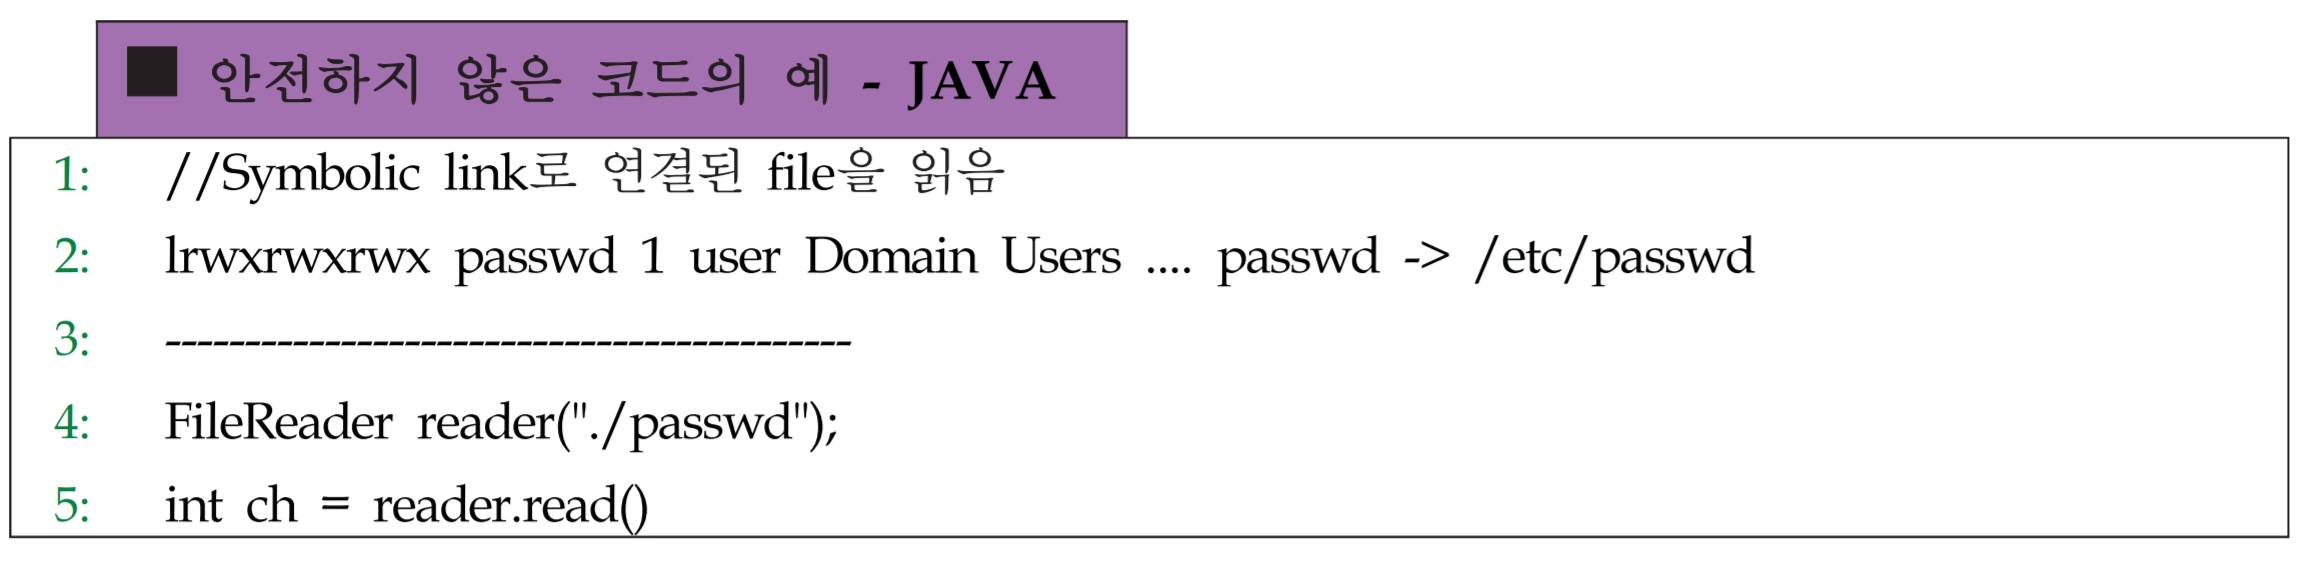 ■ 안전하지 않은 코드의 예 - JAVA
1: //Symbolic link로 연결된 file을 읽음
2: lrwxrwxrwx passwd 1 user Domain Users .... passwd -> /etc/passwd
3: -------------------------------------------
4: FileReader reader("./passwd");
5: int ch = reader.read()